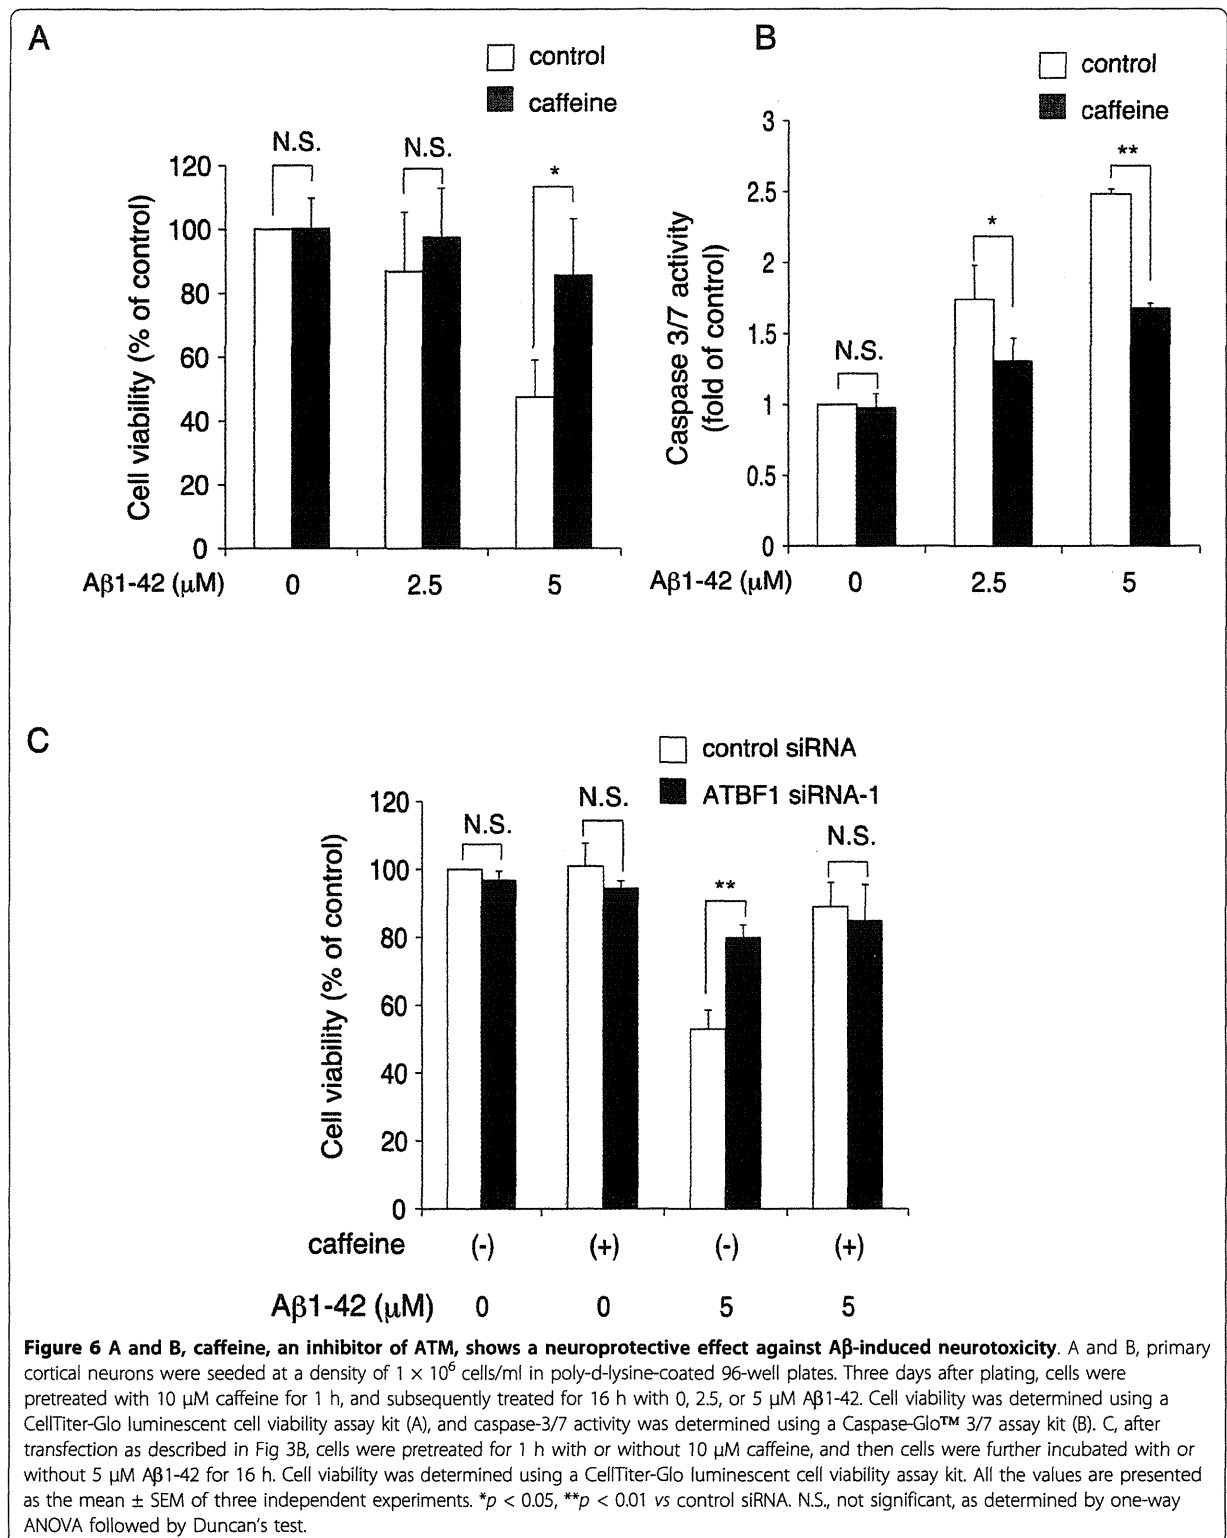 A
control
caffeine
N.S.
N.S.
*
120
100
80
60
40
20
0
Cell viability (% of control)
Aβ1-42 (μM)
0
2.5
5
B
control
caffeine
3
2.5
2
1.5
1
0.5
0
Caspase 3/7 activity
(fold of control)
N.S.
*
**
Aβ1-42 (μM)
0
2.5
5
C
control siRNA
ATBF1 siRNA-1
120
100
80
60
40
20
0
Cell viability (% of control)
N.S.
N.S.
**
N.S.
caffeine (-) (+) (-) (+)
Aβ1-42 (μM) 0 0 5 5
Figure 6 A and B, caffeine, an inhibitor of ATM, shows a neuroprotective effect against Aβ-induced neurotoxicity. A and B, primary
cortical neurons were seeded at a density of 1 × 10⁶ cells/ml in poly-d-lysine-coated 96-well plates. Three days after plating, cells were
pretreated with 10 μM caffeine for 1 h, and subsequently treated for 16 h with 0, 2.5, or 5 μM Aβ1-42. Cell viability was determined using a
CellTiter-Glo luminescent cell viability assay kit (A), and caspase-3/7 activity was determined using a Caspase-Glo™ 3/7 assay kit (B). C, after
transfection as described in Fig 3B, cells were pretreated for 1 h with or without 10 μM caffeine, and then cells were further incubated with or
without 5 μM Aβ1-42 for 16 h. Cell viability was determined using a CellTiter-Glo luminescent cell viability assay kit. All the values are presented
as the mean ± SEM of three independent experiments. *p < 0.05, **p < 0.01 vs control siRNA. N.S., not significant, as determined by one-way
ANOVA followed by Duncan's test.